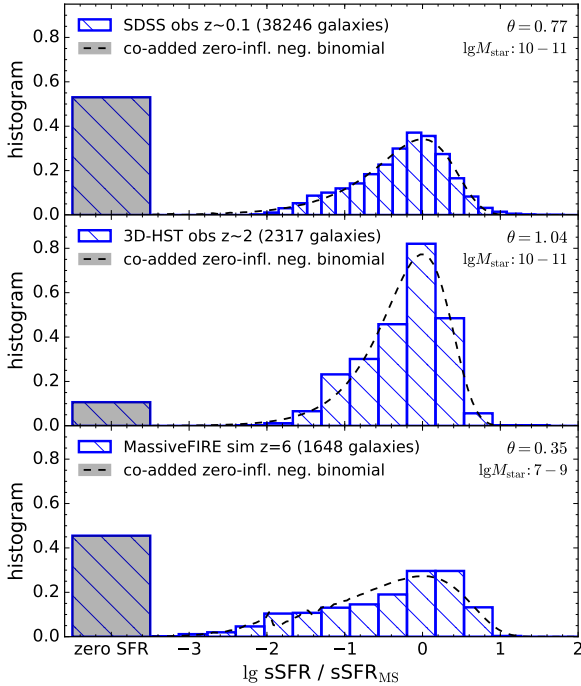 SDSS obs z~0.1 (38246 galaxies) θ = 0.77
co-added zero-infl. neg. binomial lgM_star: 10 − 11
histogram
0.8
0.6
0.4
0.2
0.0
3D-HST obs z~2 (2317 galaxies) θ = 1.04
co-added zero-infl. neg. binomial lgM_star: 10 − 11
histogram
0.8
0.6
0.4
0.2
0.0
MassiveFIRE sim z=6 (1648 galaxies) θ = 0.35
co-added zero-infl. neg. binomial lgM_star: 7 − 9
histogram
0.8
0.6
0.4
0.2
0.0
zero SFR −3 −2 −1 0 1 2
lg sSFR / sSFR_MS